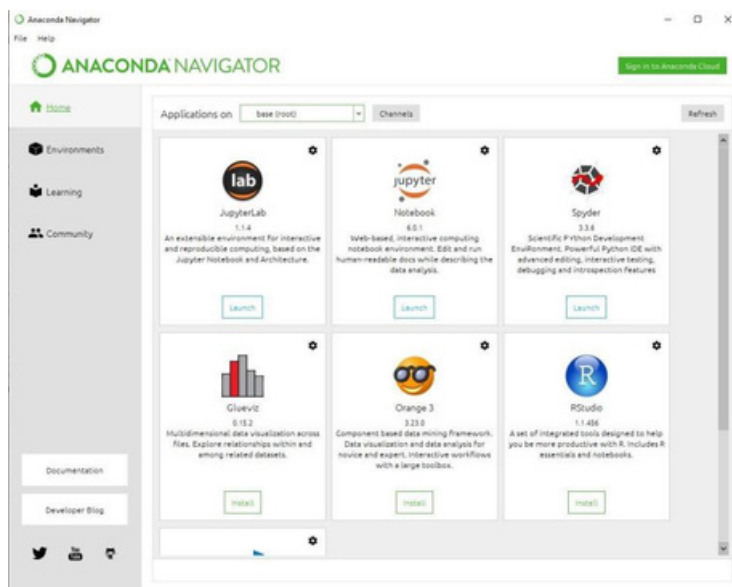 Anaconda Navigator
File Help
ANACONDA NAVIGATOR
Sign in to Anaconda Cloud
Home
Environments
Learning
Community
Documentation
Developer Blog
You
Tube
Applications on base (root) Channels Refresh
lab
JupyterLab
1.1.4
An extensible environment for interactive
and reproducible computing, based on the
Jupyter Notebook and Architecture.
Launch
jupyter
Notebook
6.0.1
Web-based, interactive computing
notebook environment. Edit and run
human-readable docs while describing the
data analysis.
Launch
Spyder
3.3.6
Scientific PYthon Development
EnviRonment. Powerful Python IDE with
advanced editing, interactive testing,
debugging and introspection features
Launch
Glueviz
0.15.2
Multidimensional data visualization across
files. Explore relationships within and
among related datasets.
Install
Orange 3
3.23.0
Component based data mining framework.
Data visualization and data analysis for
novice and expert. Interactive workflows
with a large toolbox.
Install
R
RStudio
1.1.456
A set of integrated tools designed to help
you be more productive with R. Includes R
essentials and notebooks.
Install